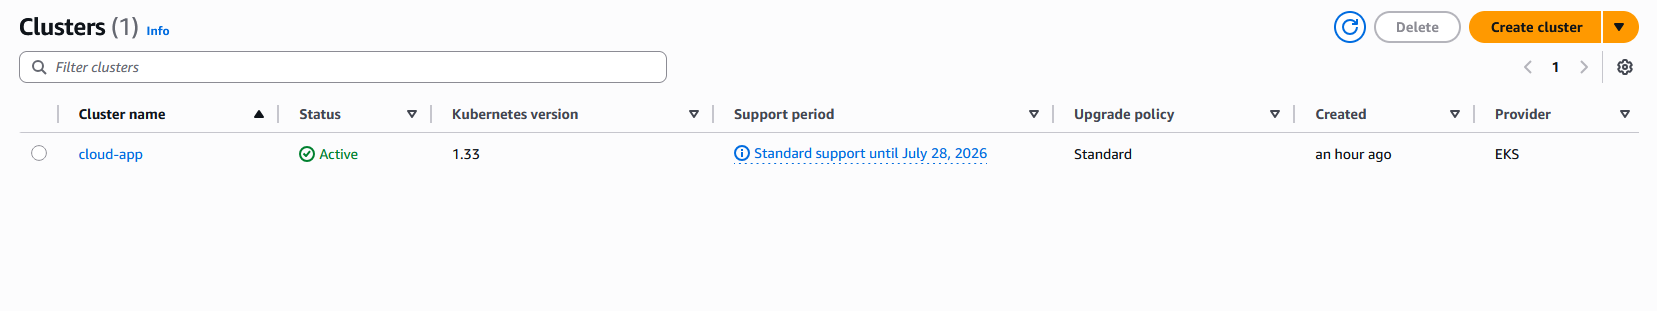 Clusters (1) Info
Delete
Create cluster
Filter clusters
1
Cluster name Status Kubernetes version Support period Upgrade policy Created Provider
cloud-app Active 1.33 Standard support until July 28, 2026 Standard an hour ago EKS